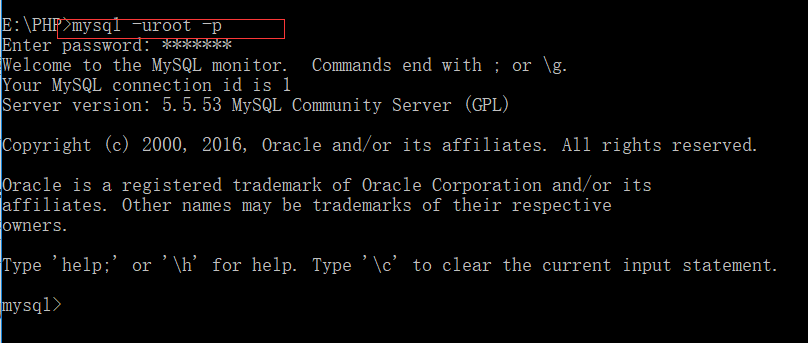 E:\PHP>mysql -uroot -p
Enter password: *******
Welcome to the MySQL monitor.  Commands end with ; or \g.
Your MySQL connection id is 1
Server version: 5.5.53 MySQL Community Server (GPL)
Copyright (c) 2000, 2016, Oracle and/or its affiliates. All rights reserved.
Oracle is a registered trademark of Oracle Corporation and/or its
affiliates. Other names may be trademarks of their respective
owners.
Type 'help;' or '\h' for help. Type '\c' to clear the current input statement.
mysql>